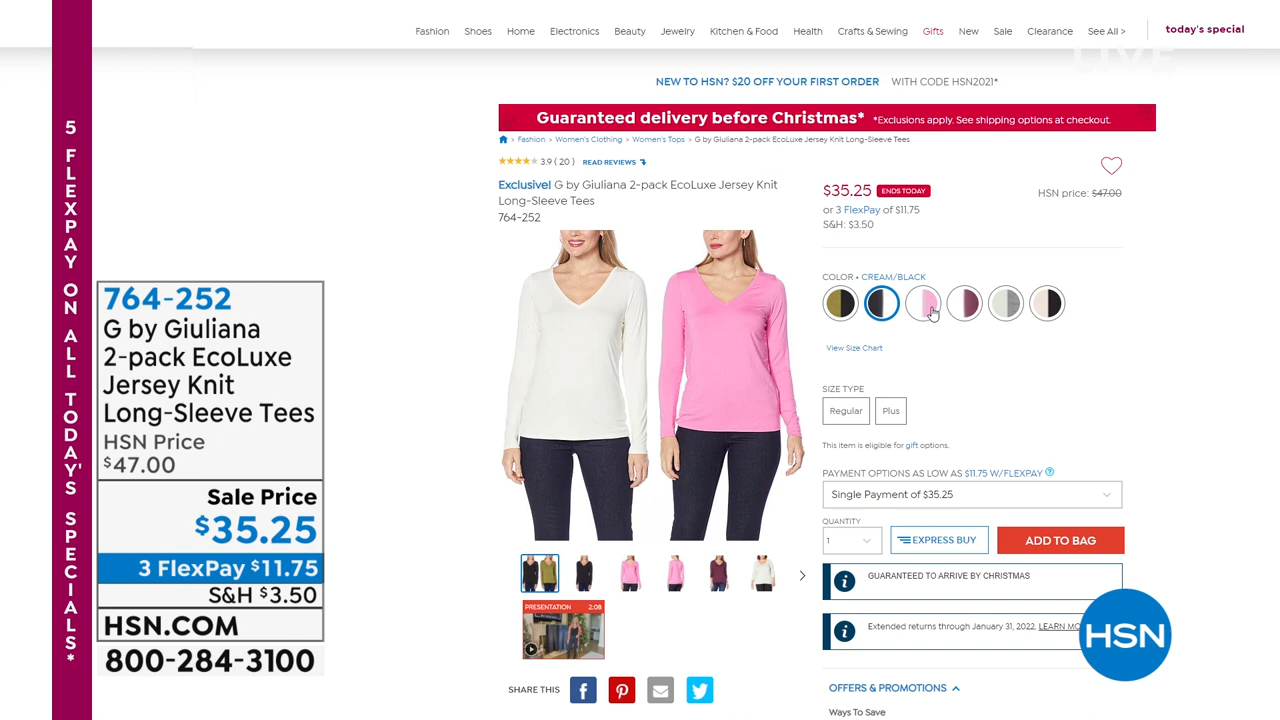 Fashion Shoes Home Electronics Beauty Jewelry Kitchen & Food Health Crafts & Sewing Gifts New Sale Clearance See All > today's special
LIVE
NEW TO HSN? $20 OFF YOUR FIRST ORDER WITH CODE HSN2021*
Guaranteed delivery before Christmas* *Exclusions apply. See shipping options at checkout.
> Fashion > Women's Clothing > Women's Tops > G by Giuliana 2-pack EcoLuxe Jersey Knit Long-Sleeve Tees
3.9 ( 20 ) READ REVIEWS
Exclusive! G by Giuliana 2-pack EcoLuxe Jersey Knit
Long-Sleeve Tees
764-252
$35.25 ENDS TODAY HSN price: $47.00
or 3 FlexPay of $11.75
S&H: $3.50
COLOR • CREAM/BLACK
View Size Chart
SIZE TYPE
Regular Plus
This item is eligible for gift options.
PAYMENT OPTIONS AS LOW AS $11.75 W/FLEXPAY ?
Single Payment of $35.25
QUANTITY
1 EXPRESS BUY ADD TO BAG
i GUARANTEED TO ARRIVE BY CHRISTMAS
i Extended returns through January 31, 2022. LEARN MO
HSN
PRESENTATION 2:08
SHARE THIS
OFFERS & PROMOTIONS
Ways To Save
5 FLEXPAY ON ALL TODAY'S SPECIALS*
764-252
G by Giuliana
2-pack EcoLuxe
Jersey Knit
Long-Sleeve Tees
HSN Price
$47.00
Sale Price
$35.25
3 FlexPay $11.75
S&H $3.50
HSN.COM
800-284-3100